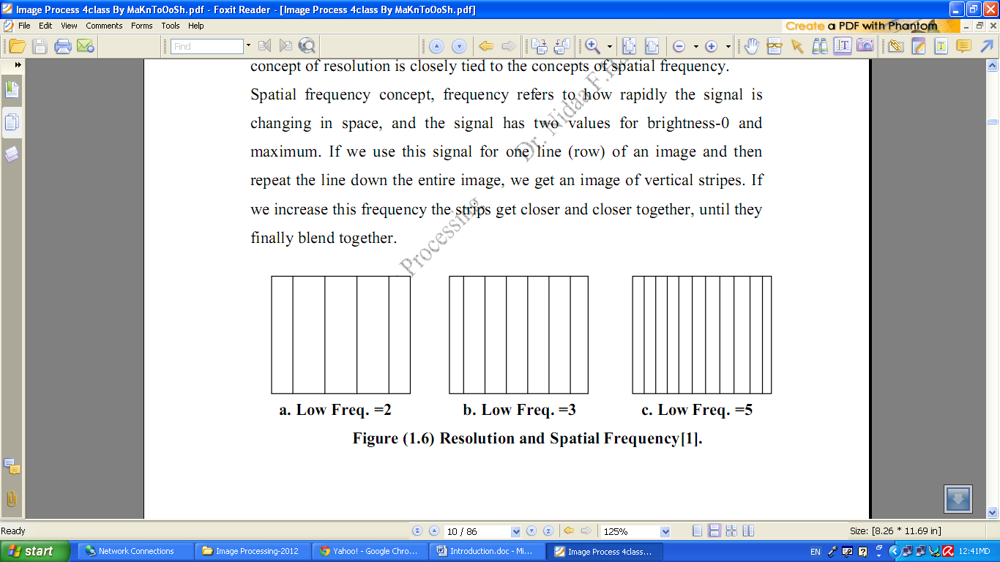 Image Process 4class By MaKnToOoSh.pdf - Foxit Reader - [Image Process 4class By MaKnToOoSh.pdf]
File Edit View Comments Forms Tools Help
Create a PDF with Phantom
Find
concept of resolution is closely tied to the concepts of spatial frequency.
Spatial frequency concept, frequency refers to how rapidly the signal is
changing in space, and the signal has two values for brightness-0 and
maximum. If we use this signal for one line (row) of an image and then
repeat the line down the entire image, we get an image of vertical stripes. If
we increase this frequency the strips get closer and closer together, until they
finally blend together.
Processing,
Dr. Nidaa F.
a. Low Freq. =2
b. Low Freq. =3
c. Low Freq. =5
Figure (1.6) Resolution and Spatial Frequency[1].
Ready
10 / 86
125%
Size: [8.26 * 11.69 in]
start
Network Connections
Image Processing-2012
Yahoo! - Google Chro...
Introduction.doc - Mi...
Image Process 4class...
EN
12:41MD